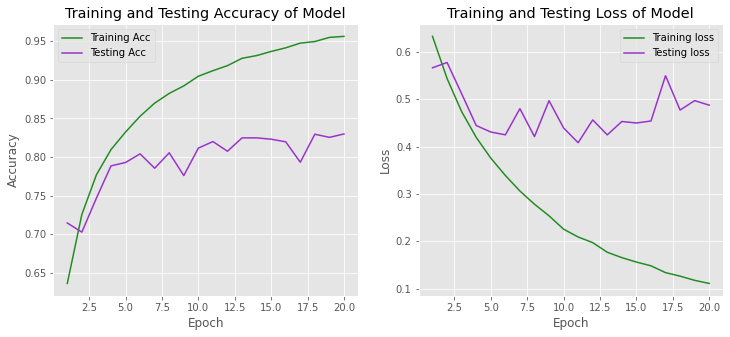 Training and Testing Accuracy of Model
Training Acc
Testing Acc
0.95
0.90
0.85
0.80
0.75
0.70
0.65
Accuracy
2.5 5.0 7.5 10.0 12.5 15.0 17.5 20.0
Epoch
Training and Testing Loss of Model
Training loss
Testing loss
0.6
0.5
0.4
0.3
0.2
0.1
Loss
2.5 5.0 7.5 10.0 12.5 15.0 17.5 20.0
Epoch